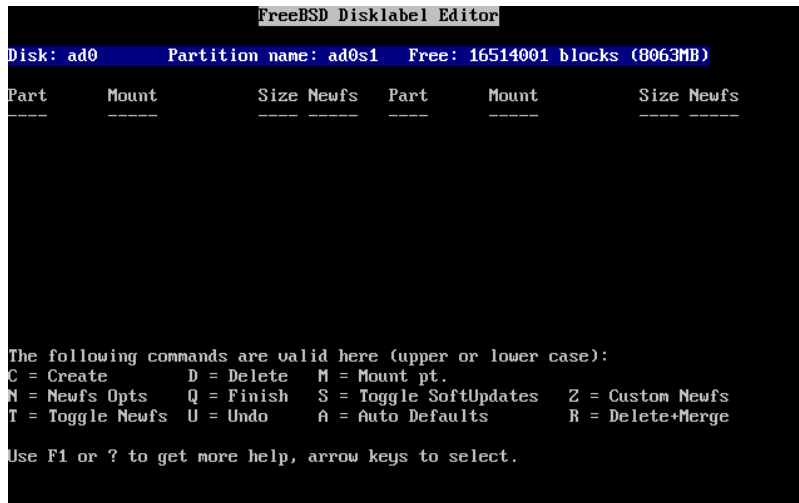 FreeBSD Disklabel Editor
Disk: ad0 Partition name: ad0s1 Free: 16514001 blocks (8063MB)
Part Mount Size Newfs Part Mount Size Newfs
---- ----- ---- ----- ---- ----- ---- -----
The following commands are valid here (upper or lower case):
C = Create D = Delete M = Mount pt.
N = Newfs Opts Q = Finish S = Toggle SoftUpdates Z = Custom Newfs
T = Toggle Newfs U = Undo A = Auto Defaults R = Delete+Merge
Use F1 or ? to get more help, arrow keys to select.